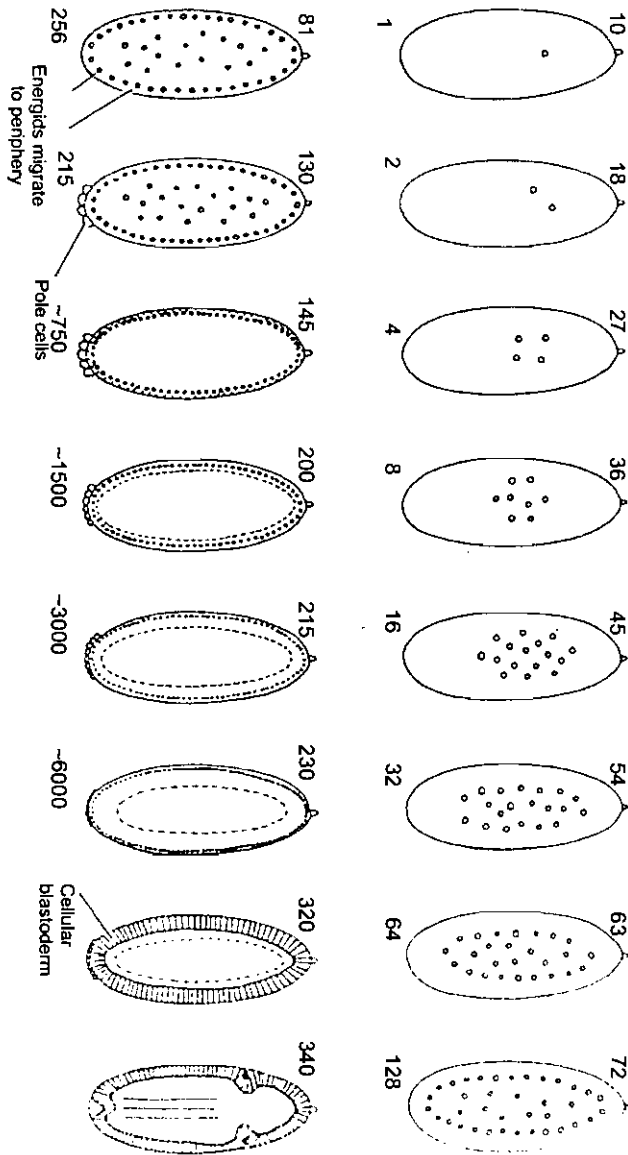 10 18 27 36 45 54 63 72
1 2 4 8 16 32 64 128
81 130 145 200 215 230 320 340
256 215 ~750 ~1500 ~3000 ~6000
Energids migrate
to periphery
Pole cells
Cellular
blastoderm